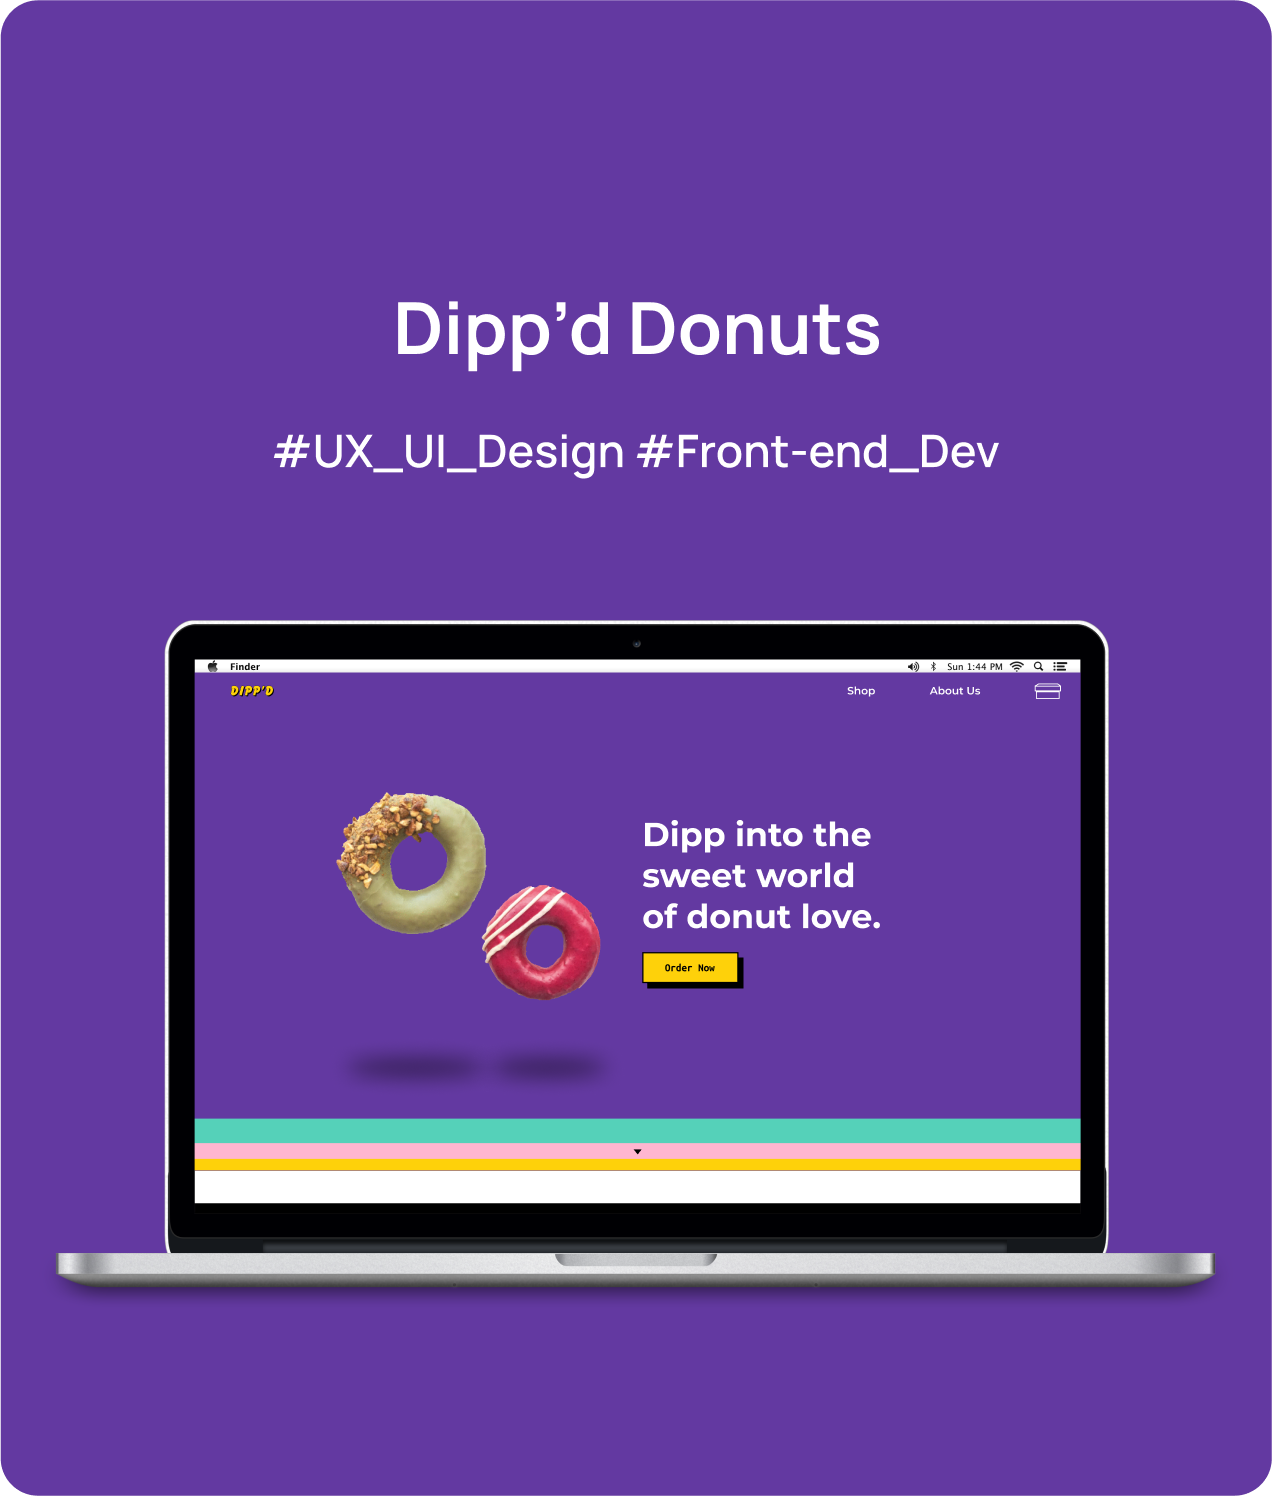 Dipp’d Donuts
#UX_UI_Design #Front-end_Dev
Finder
Sun 1:44 PM
DIPP'D
Shop
About Us
Dipp into the
sweet world
of donut love.
Order Now